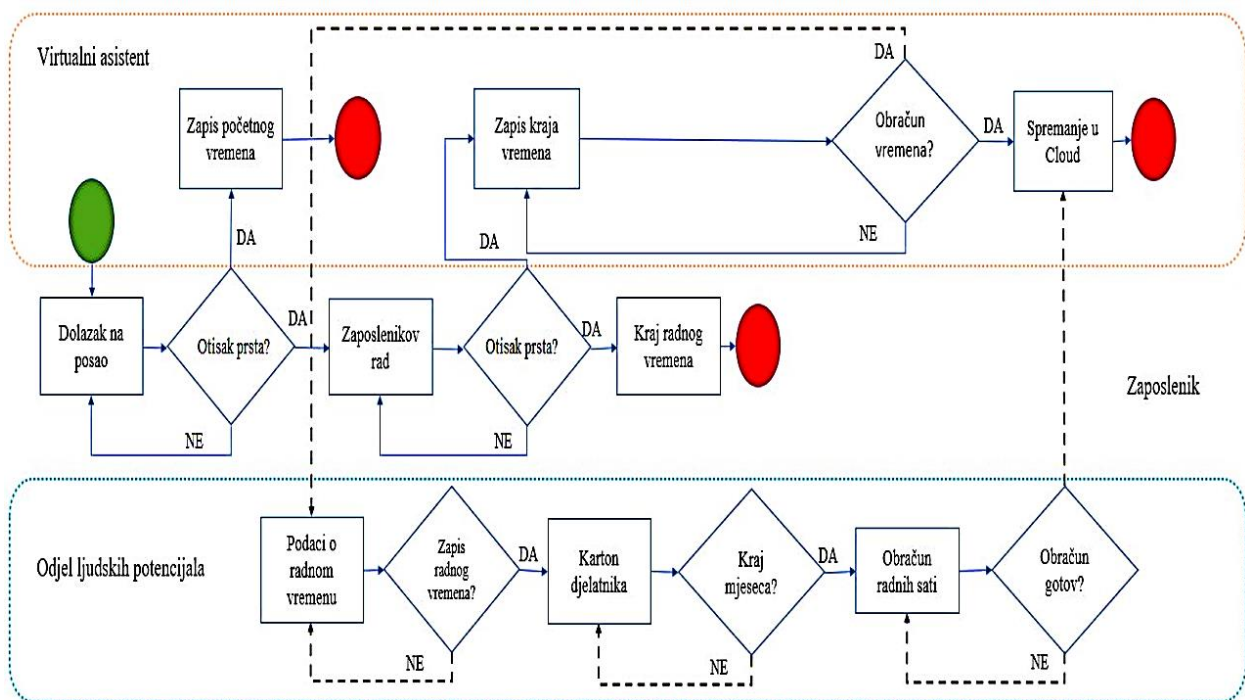 Virtualni asistent
DA
Zapis početnog
vremena
Zapis kraja
vremena
Obračun
vremena?
DA
Spremanje u
Cloud
DA
DA
NE
Dolazak na
posao
Otisak prsta?
DA
Zaposlenikov
rad
Otisak prsta?
DA
Kraj radnog
vremena
Zaposlenik
NE
NE
Odjel ljudskih potencijala
Podaci o
radnom
vremenu
Zapis
radnog
vremena?
DA
Karton
djelatnika
Kraj
mjeseca?
DA
Obračun
radnih sati
Obračun
gotov?
NE
NE
NE